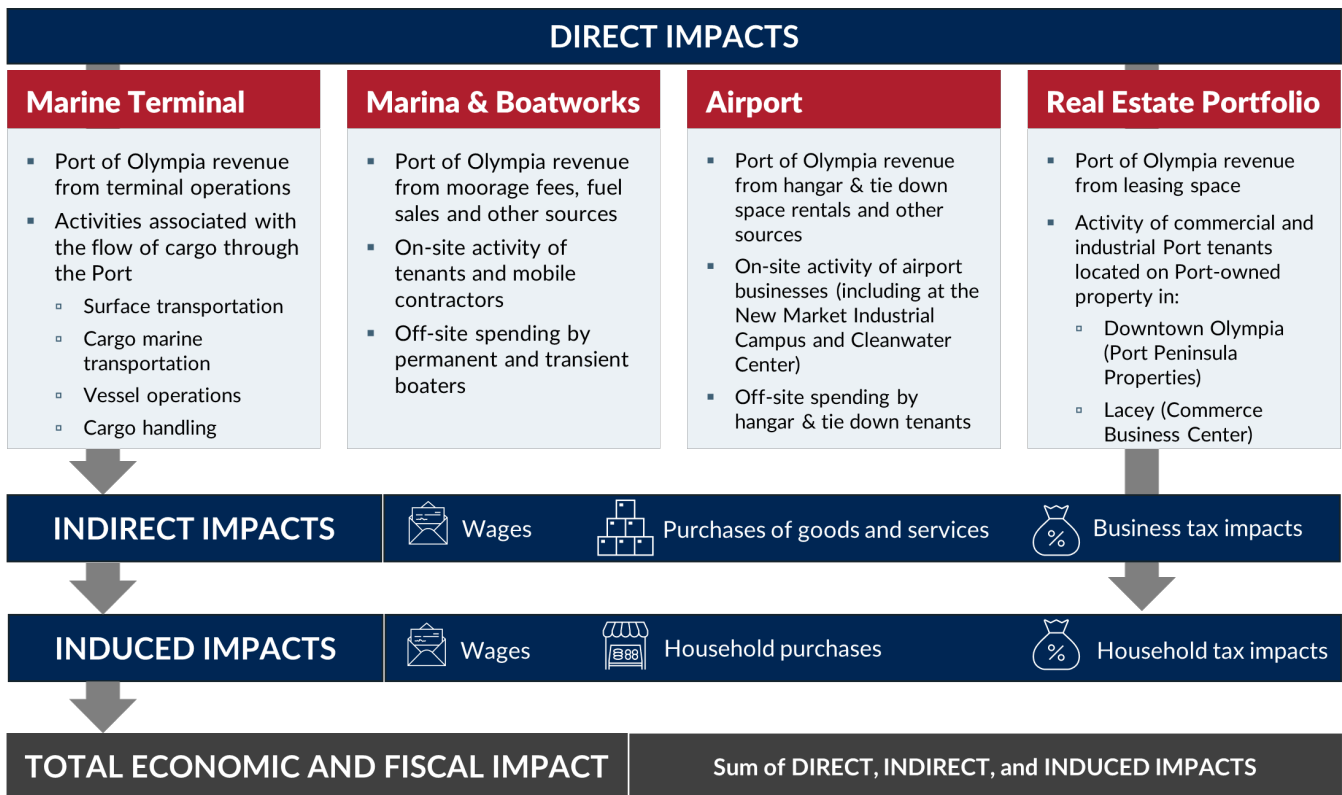 DIRECT IMPACTS
Marine Terminal
Port of Olympia revenue
from terminal operations
Activities associated with
the flow of cargo through
the Port
Surface transportation
Cargo marine
transportation
Vessel operations
Cargo handling
Marina & Boatworks
Port of Olympia revenue
from moorage fees, fuel
sales and other sources
On-site activity of
tenants and mobile
contractors
Off-site spending by
permanent and transient
boaters
Airport
Port of Olympia revenue
from hangar & tie down
space rentals and other
sources
On-site activity of airport
businesses (including at the
New Market Industrial
Campus and Cleanwater
Center)
Off-site spending by
hangar & tie down tenants
Real Estate Portfolio
Port of Olympia revenue
from leasing space
Activity of commercial and
industrial Port tenants
located on Port-owned
property in:
Downtown Olympia
(Port Peninsula
Properties)
Lacey (Commerce
Business Center)
INDIRECT IMPACTS
Wages
Purchases of goods and services
%
Business tax impacts
INDUCED IMPACTS
Wages
Household purchases
%
Household tax impacts
TOTAL ECONOMIC AND FISCAL IMPACT
Sum of DIRECT, INDIRECT, and INDUCED IMPACTS